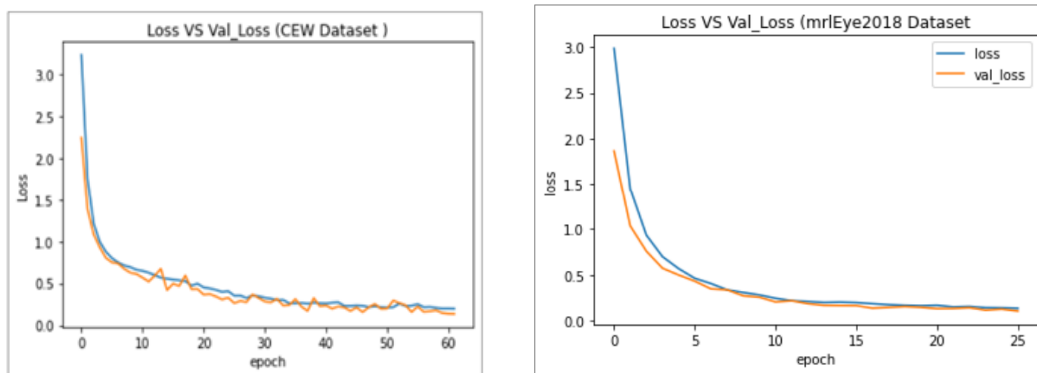 Loss VS Val_Loss (CEW Dataset )
Loss
3.0
2.5
2.0
1.5
1.0
0.5
0.0
0 10 20 30 40 50 60
epoch
Loss VS Val_Loss (mrlEye2018 Dataset
loss
val_loss
loss
3.0
2.5
2.0
1.5
1.0
0.5
0.0
0 5 10 15 20 25
epoch